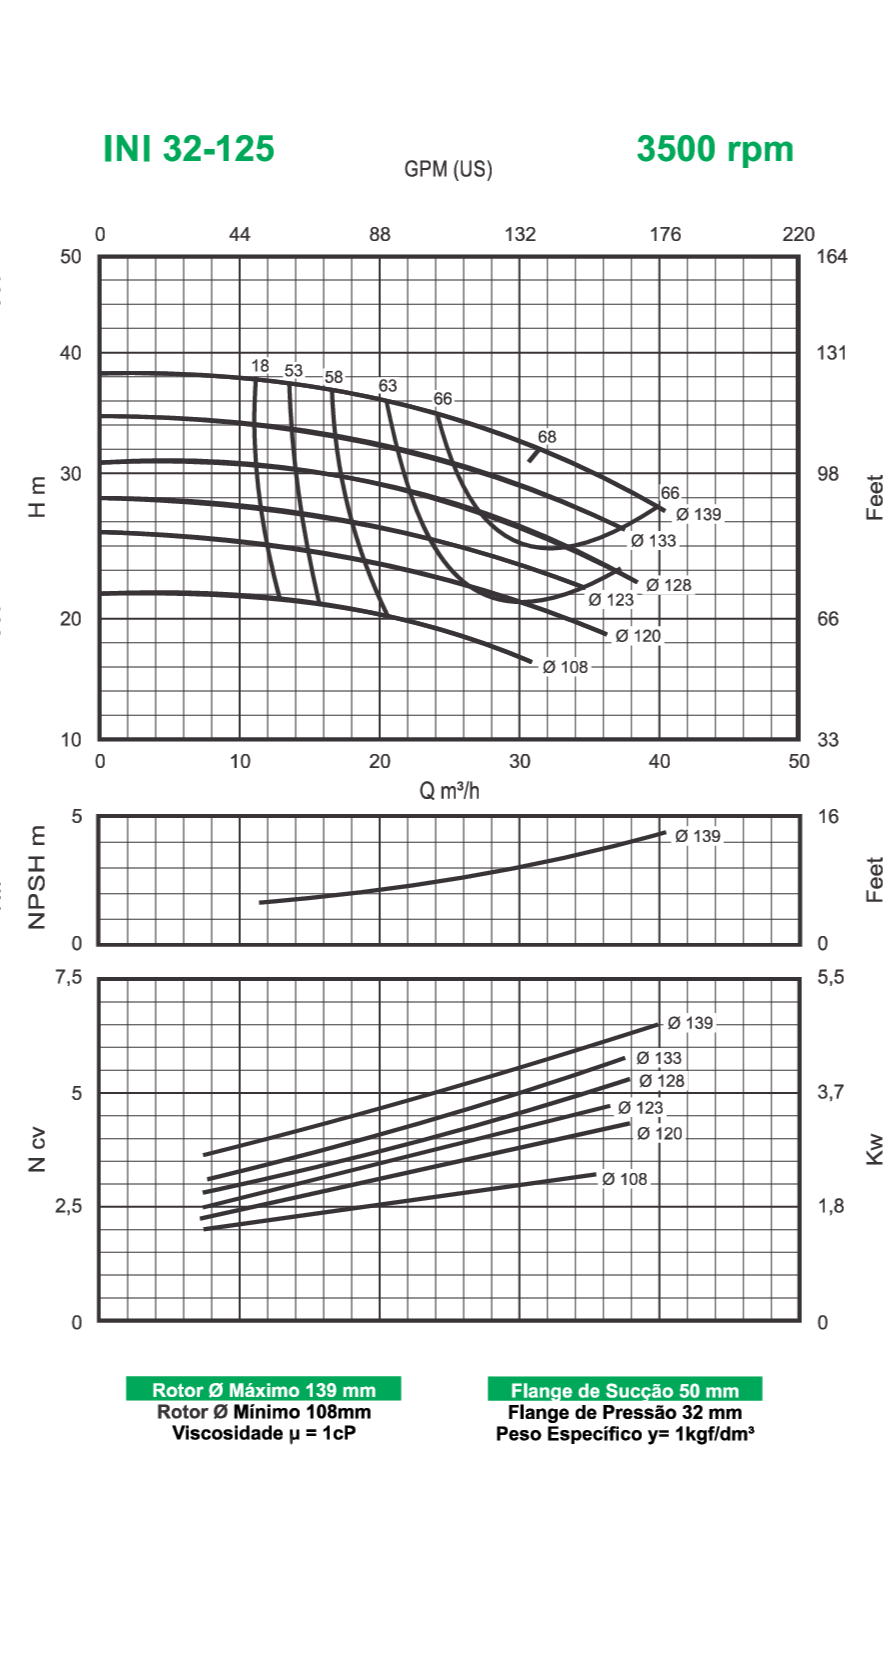 INI 32-125 3500 rpm
GPM (US)
0 44 88 132 176 220
50 164
40 131
18 53 58 63 66 68 66
30 98
H m Feet
Ø 139
Ø 133
Ø 128
Ø 123
Ø 120
20 66
Ø 108
10 33
0 10 20 30 40 50
Q m³/h
5 16
Ø 139
NPSH m Feet
0 0
7,5 5,5
Ø 139
Ø 133
Ø 128
5 3,7
Ø 123
Ø 120
N cv Kw
Ø 108
2,5 1,8
0 0
Rotor Ø Máximo 139 mm Flange de Sucção 50 mm
Rotor Ø Mínimo 108mm Flange de Pressão 32 mm
Viscosidade µ = 1cP Peso Específico y= 1kgf/dm³